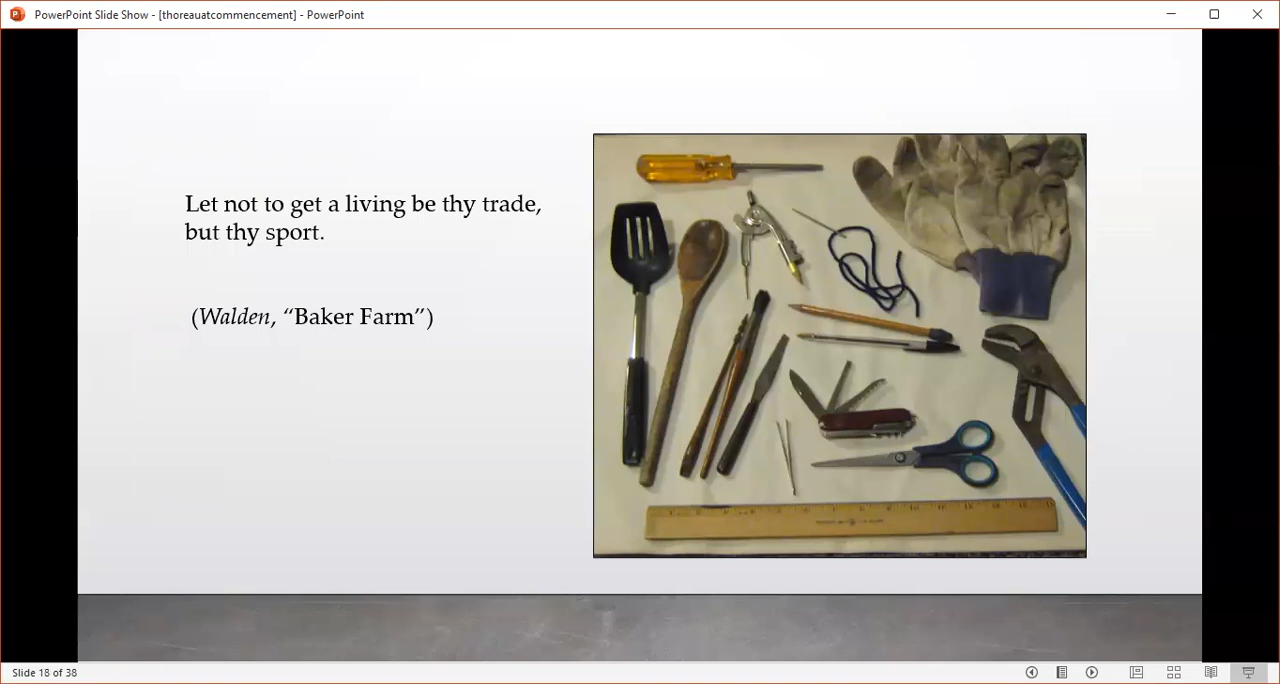 PowerPoint Slide Show - [thoreauatcommencement] - PowerPoint
Let not to get a living be thy trade,
but thy sport.
(Walden, “Baker Farm”)
Slide 18 of 38